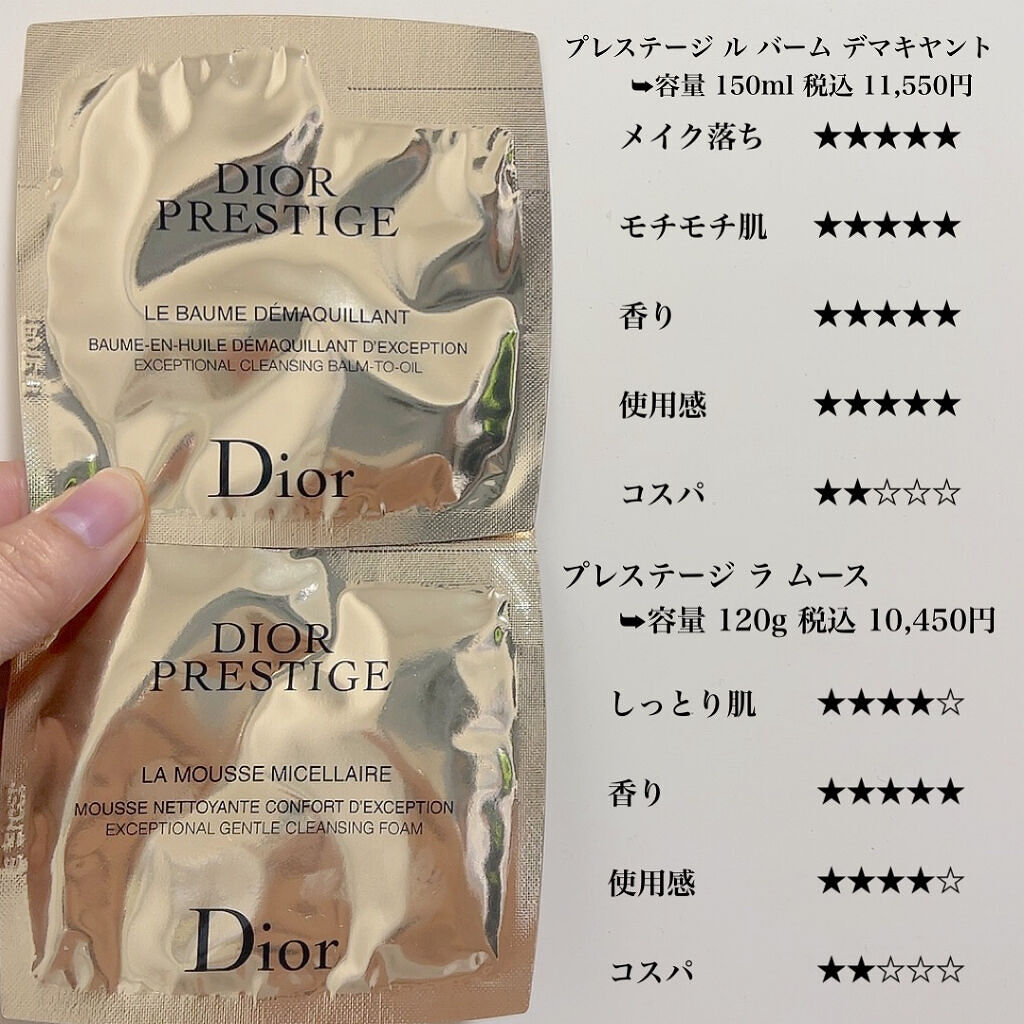 DIOR
PRESTIGE
LE BAUME DÉMAQUILLANT
BAUME-EN-HUILE DÉMAQUILLANT D'EXCEPTION
EXCEPTIONAL CLEANSING BALM-TO-OIL
Dior
DIOR
PRESTIGE
LA MOUSSE MICELLAIRE
MOUSSE NETTOYANTE CONFORT D'EXCEPTION
EXCEPTIONAL GENTLE CLEANSING FOAM
Dior
プレステージ ル バーム デマキヤント
➥容量 150ml 税込 11,550円
メイク落ち ★★★★★
モチモチ肌 ★★★★★
香り ★★★★★
使用感 ★★★★★
コスパ ★★☆☆☆
プレステージ ラ ムース
➥容量 120g 税込 10,450円
しっとり肌 ★★★★☆
香り ★★★★★
使用感 ★★★★☆
コスパ ★★☆☆☆